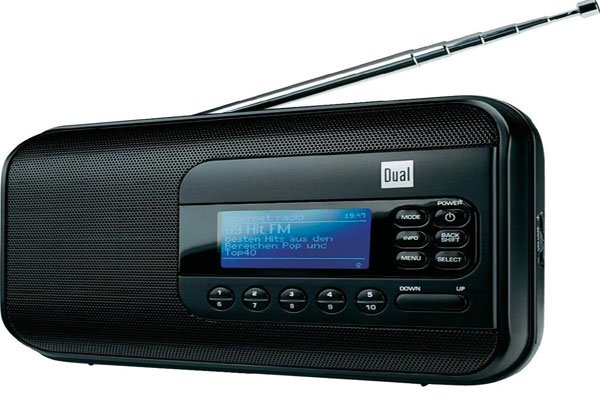 Dual
POWER
Internet radio 15:47
89 Hit FM
besten Hits aus den
Bereichen Pop und
Top40
MODE
INFO BACK SHIFT
MENU SELECT
DOWN UP
1 2 3 4 5
6 7 8 9 10